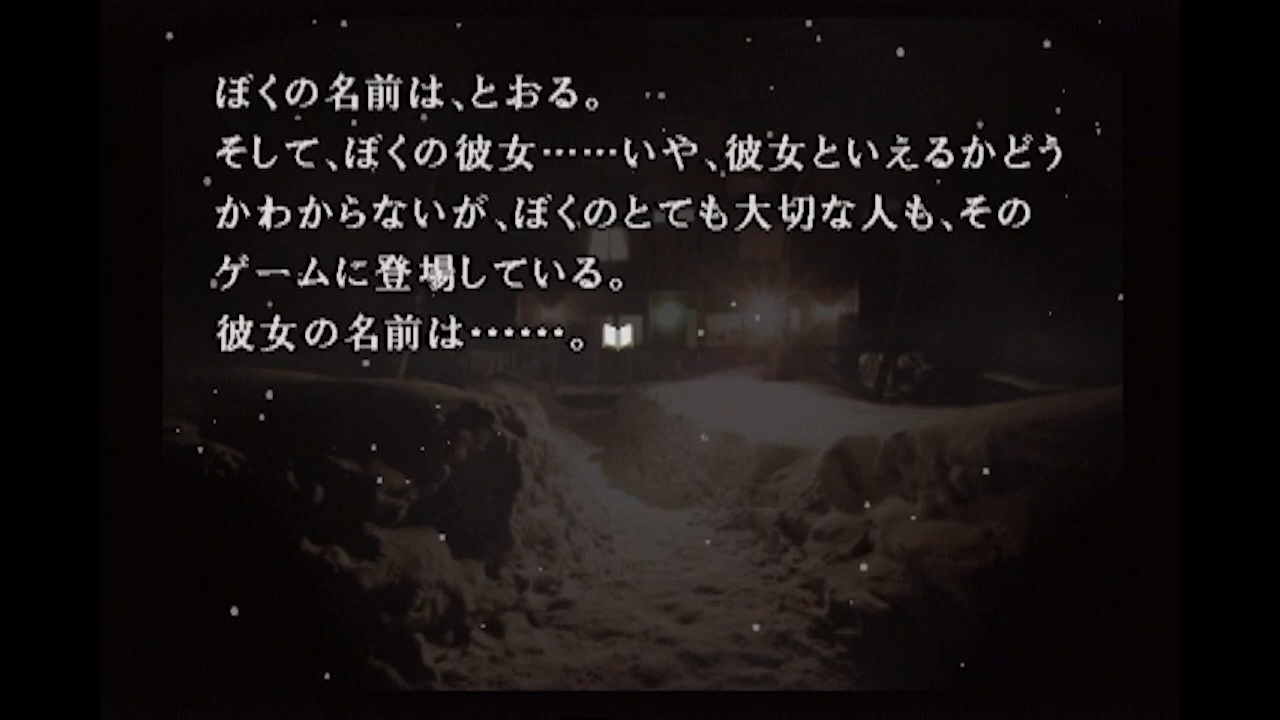 ぼくの名前は、とおる。
そして、ぼくの彼女……いや、彼女といえるかどう
かわからないが、ぼくのとても大切な人も、その
ゲームに登場している。
彼女の名前は……。